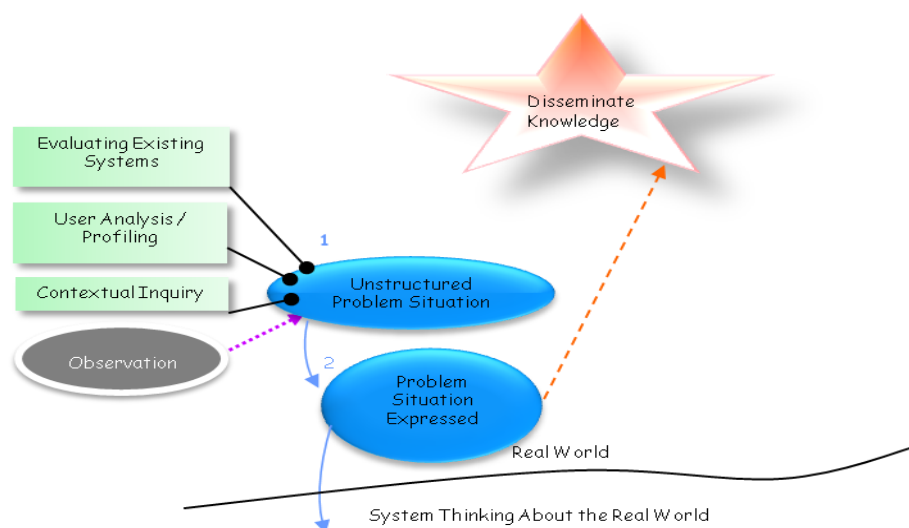 Disseminate
Knowledge
Evaluating Existing
Systems
User Analysis /
Profiling
1
Unstructured
Problem Situation
Contextual Inquiry
Observation
2
Problem
Situation
Expressed
Real World
System Thinking About the Real World